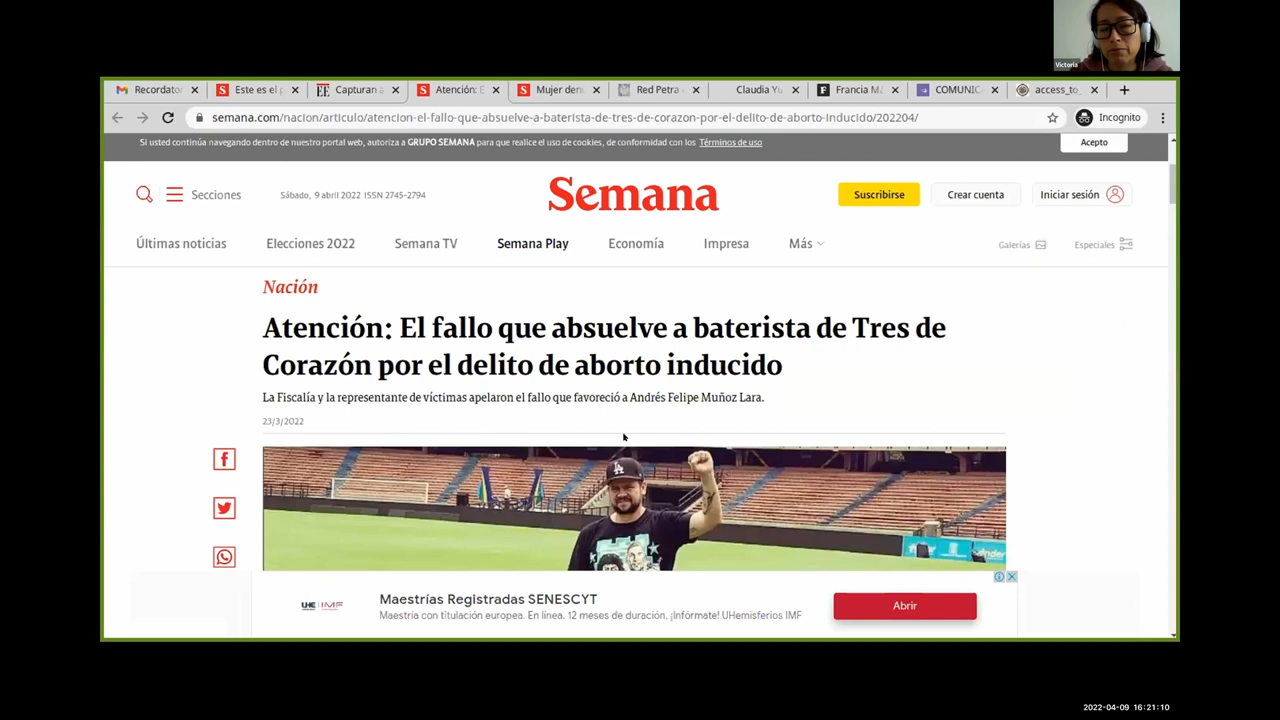 Victoria
Recordato
Este es el p
Capturan a
Atención: E
Mujer den
Red Petra
Claudia Yu
Francia M
COMUNIC
access_to_
semana.com/nacion/articulo/atencion-el-fallo-que-absuelve-a-baterista-de-tres-de-corazon-por-el-delito-de-aborto-inducido/202204/
Incognito
Si usted continúa navegando dentro de nuestro portal web, autoriza a GRUPO SEMANA para que realice el uso de cookies, de conformidad con los Términos de uso
Acepto
Secciones
Sábado, 9 abril 2022 ISSN 2745-2794
Semana
Suscribirse
Crear cuenta
Iniciar sesión
Últimas noticias
Elecciones 2022
Semana TV
Semana Play
Economía
Impresa
Más
Galerías
Especiales
Nación
Atención: El fallo que absuelve a baterista de Tres de
Corazón por el delito de aborto inducido
La Fiscalía y la representante de víctimas apelaron el fallo que favoreció a Andrés Felipe Muñoz Lara.
23/3/2022
LA
UHE IMF
Maestrías Registradas SENESCYT
Maestría con titulación europea. En línea. 12 meses de duración. ¡Infórmate! UHemisferios IMF
Abrir
2022-04-09 16:21:10